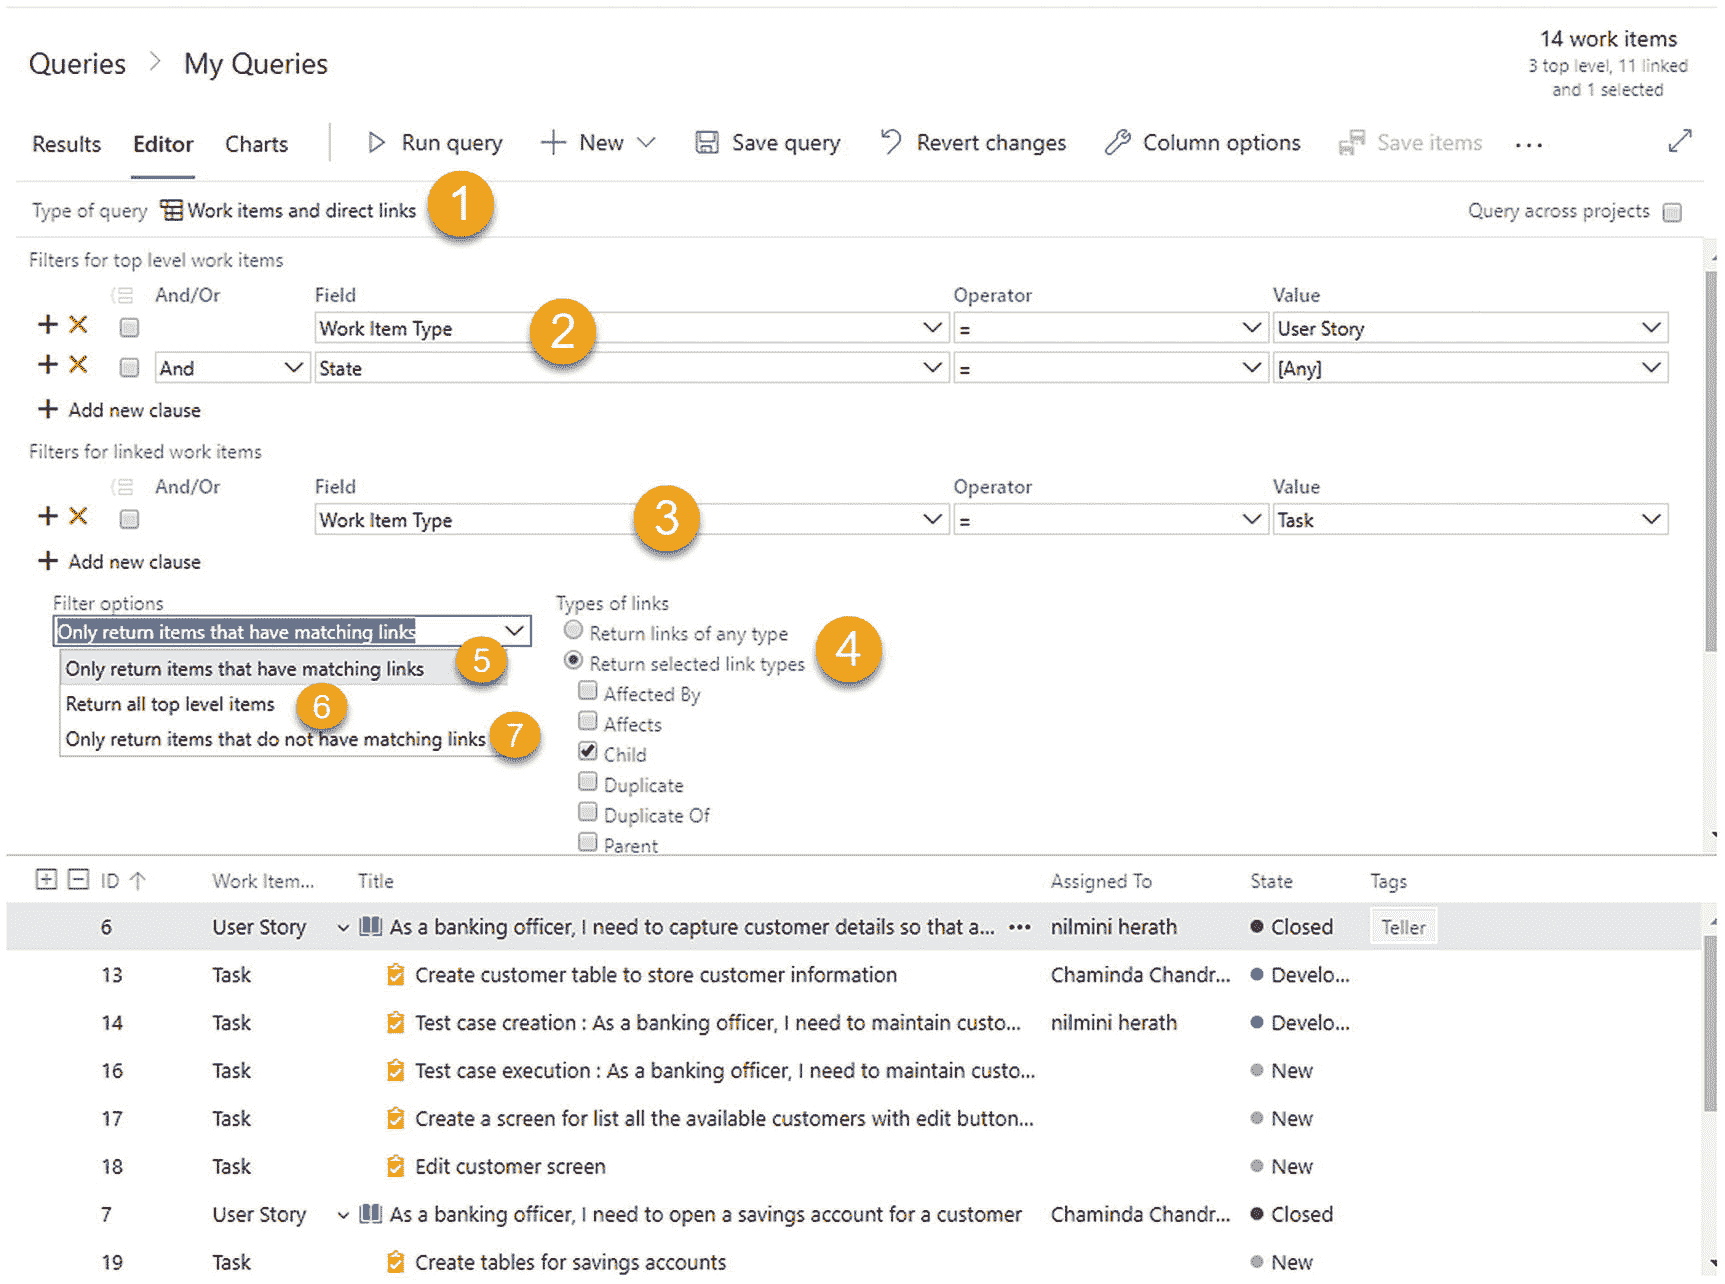 14 work items
Queries > My Queries
3 top level, 11 linked
and 1 selected
Results Editor Charts Run query New Save query Revert changes Column options Save items ...
1
Type of query Work items and direct links Query across projects
Filters for top level work items
And/Or Field Operator Value
2
Work Item Type = User Story
And State = [Any]
+ Add new clause
Filters for linked work items
And/Or Field Operator Value
3
Work Item Type = Task
+ Add new clause
Filter options Types of links
Only return items that have matching links Return links of any type
4
Only return items that have matching links 5 Return selected link types
Affected By
Return all top level items 6
Affects
Only return items that do not have matching links 7
Child
Duplicate
Duplicate Of
Parent
ID Work Item... Title Assigned To State Tags
6 User Story As a banking officer, I need to capture customer details so that a... ... nilmini herath Closed Teller
13 Task Create customer table to store customer information Chaminda Chandr... Develo...
14 Task Test case creation : As a banking officer, I need to maintain custo... nilmini herath Develo...
16 Task Test case execution : As a banking officer, I need to maintain custo... New
17 Task Create a screen for list all the available customers with edit button... New
18 Task Edit customer screen New
7 User Story As a banking officer, I need to open a savings account for a customer Chaminda Chandr... Closed
19 Task Create tables for savings accounts New